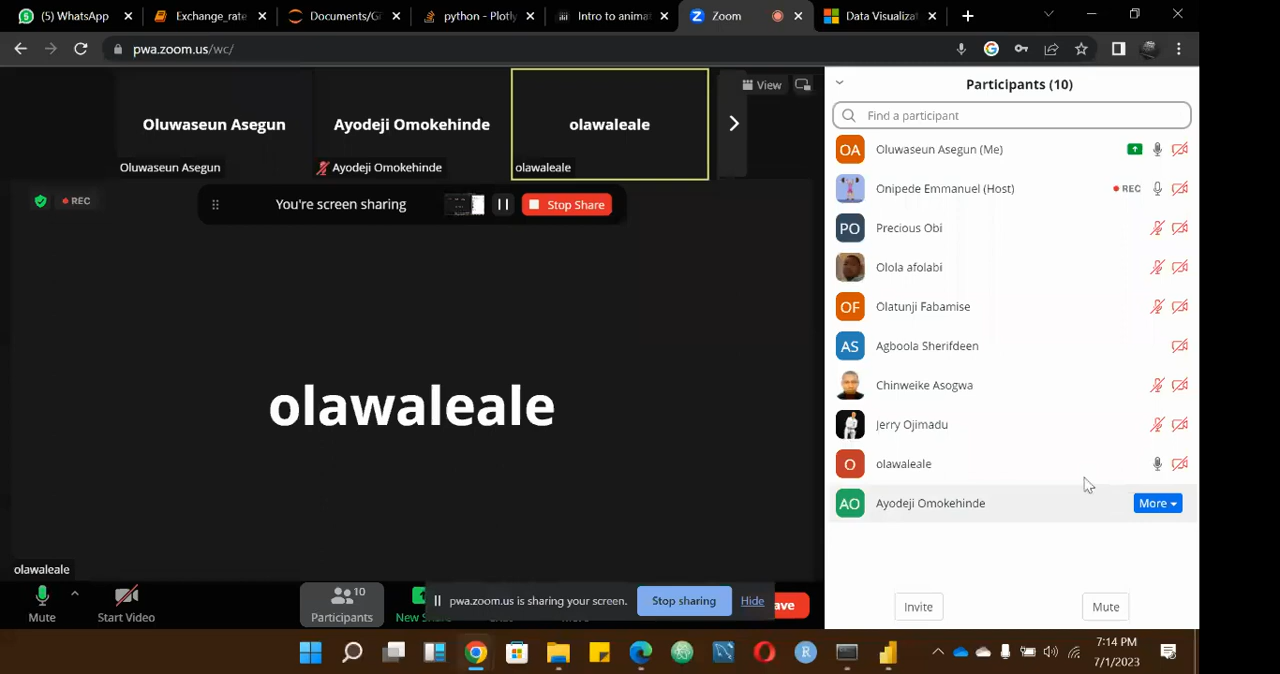 (5) WhatsApp
Exchange_rate
Documents/G
python - Plotly
Intro to animat
Zoom
Data Visualiza
pwa.zoom.us/wc/
Oluwaseun Asegun
Oluwaseun Asegun
Ayodeji Omokehinde
Ayodeji Omokehinde
olawaleale
olawaleale
View
REC
You're screen sharing
Stop Share
olawaleale
olawaleale
Participants (10)
Find a participant
OA Oluwaseun Asegun (Me)
Onipede Emmanuel (Host) REC
PO Precious Obi
Olola afolabi
OF Olatunji Fabamise
AS Agboola Sherifdeen
Chinweike Asogwa
Jerry Ojimadu
O olawaleale
AO Ayodeji Omokehinde More
Invite
Mute
Mute
Start Video
10
Participants
New
pwa.zoom.us is sharing your screen.
Stop sharing
Hide
ave
R
7:14 PM
7/1/2023